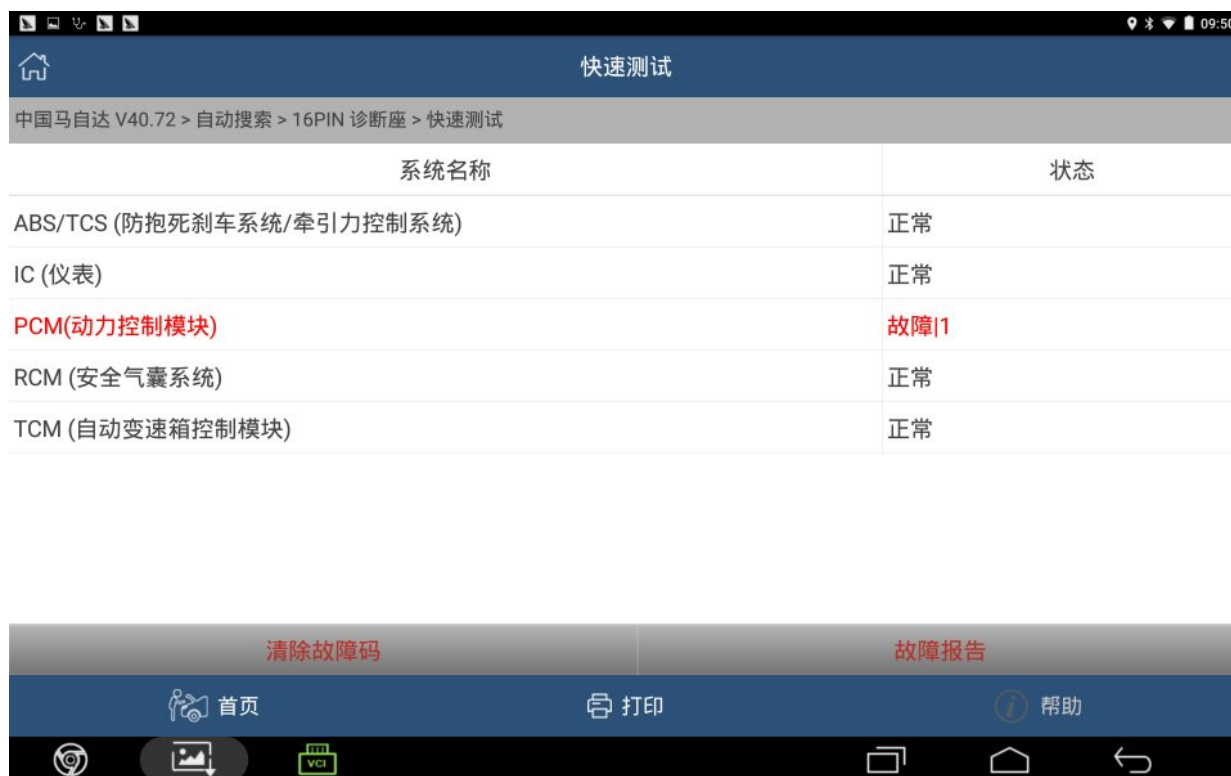 09:50
快速测试
中国马自达 V40.72 > 自动搜索 > 16PIN 诊断座 > 快速测试
系统名称 状态
ABS/TCS (防抱死刹车系统/牵引力控制系统) 正常
IC (仪表) 正常
PCM(动力控制模块) 故障|1
RCM (安全气囊系统) 正常
TCM (自动变速箱控制模块) 正常
清除故障码 故障报告
首页 打印 i 帮助
VCI